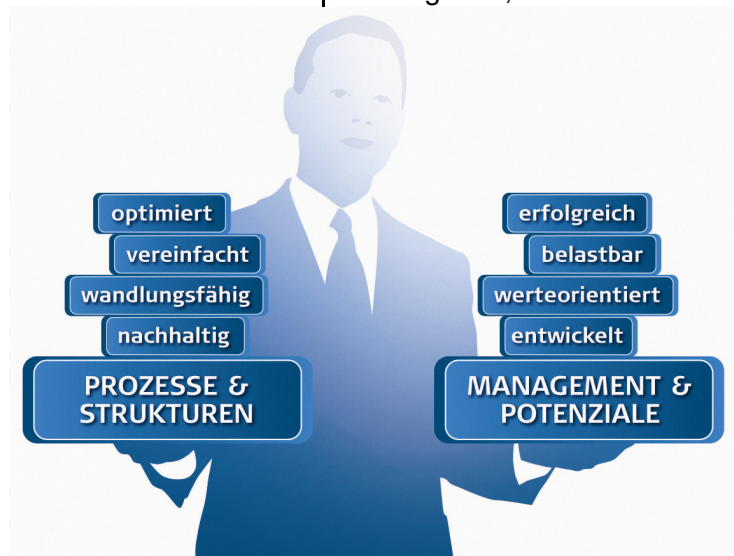 optimiert
vereinfacht
wandlungsfähig
nachhaltig
PROZESSE &
STRUKTUREN
erfolgreich
belastbar
werteorientiert
entwickelt
MANAGEMENT &
POTENZIALE